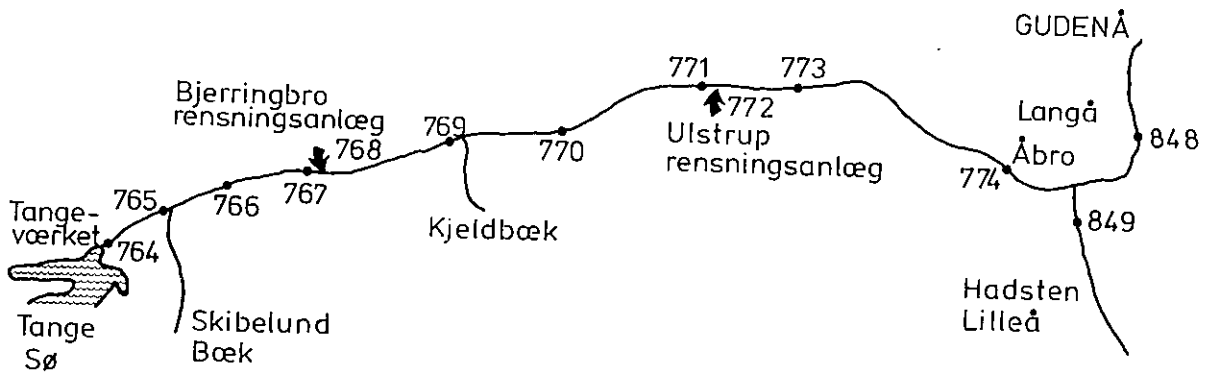 GUDENÅ
771
773
Bjerringbro
rensningsanlæg
772
Langå
769
768
Ulstrup
rensningsanlæg
Åbro
848
770
765
767
774
766
Tange-
værket
764
Kjeldbæk
849
Hadsten
Lilleå
Tange
Sø
Skibelund
Bæk